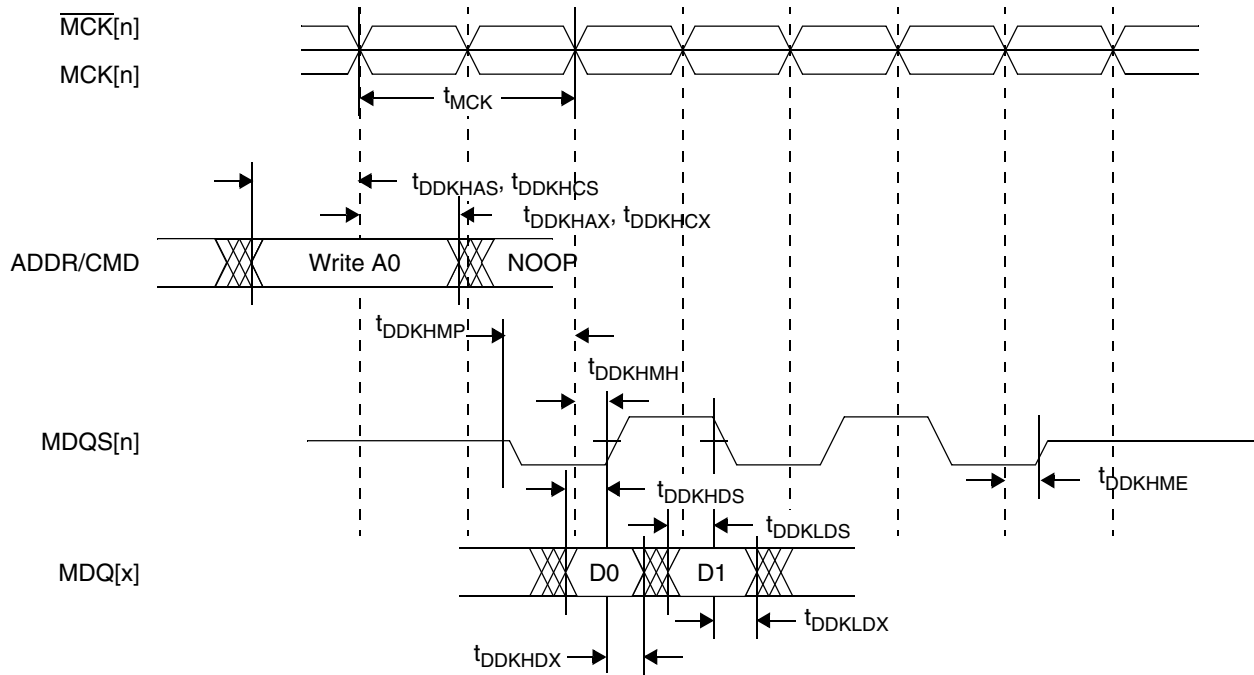 MCK[n]
MCK[n]
tMCK
tDDKHAS, tDDKHCS
tDDKHAX, tDDKHCX
ADDR/CMD
Write A0
NOOP
tDDKHMP
tDDKHMH
MDQS[n]
tDDKHME
tDDKHDS
tDDKLDS
MDQ[x]
D0
D1
tDDKLDX
tDDKHDX